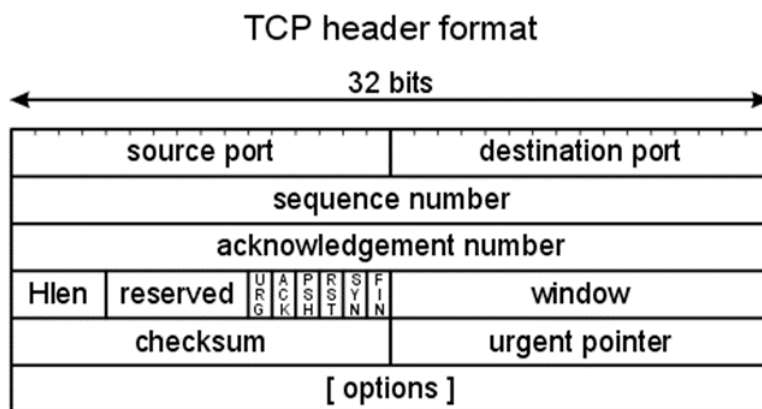 TCP header format
32 bits
source port destination port
sequence number
acknowledgement number
Hlen reserved URG ACK PSH RST SYN FIN window
checksum urgent pointer
[ options ]